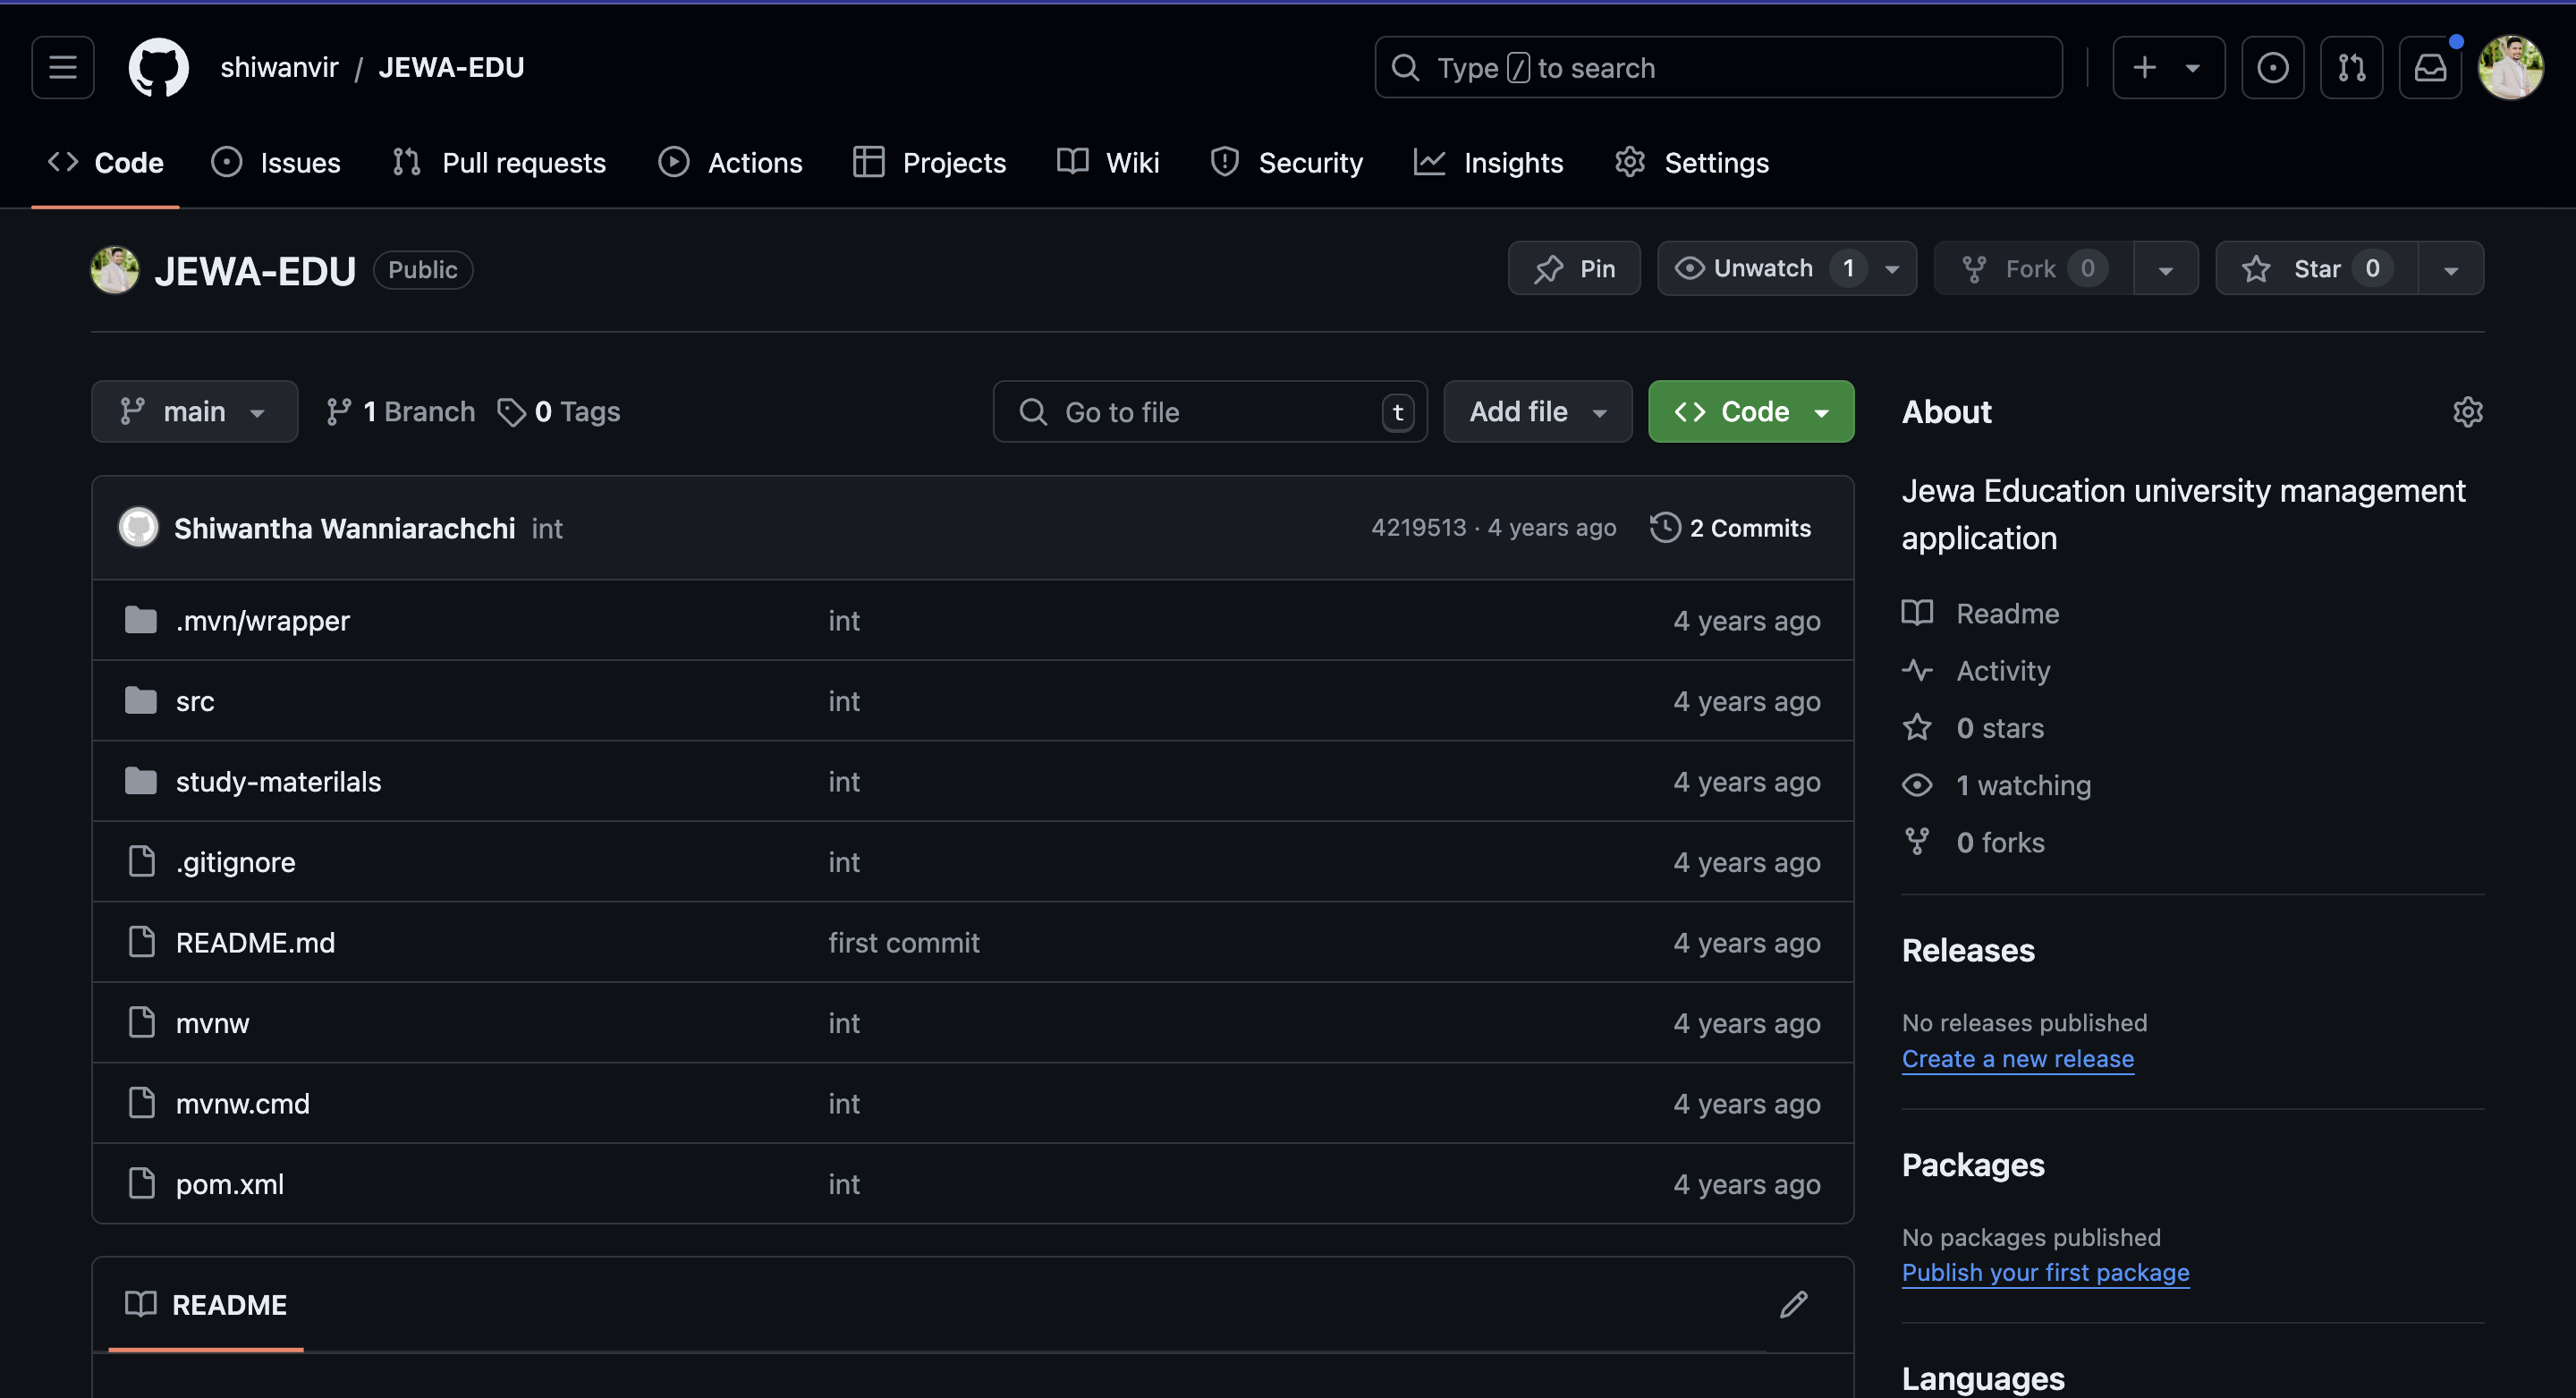 shiwanvir / JEWA-EDU
Type / to search
Code Issues Pull requests Actions Projects Wiki Security Insights Settings
JEWA-EDU Public
Pin Unwatch 1 Fork 0 Star 0
main 1 Branch 0 Tags
Go to file t Add file Code
Shiwantha Wanniarachchi int 4219513 · 4 years ago 2 Commits
.mvn/wrapper int 4 years ago
src int 4 years ago
study-materilals int 4 years ago
.gitignore int 4 years ago
README.md first commit 4 years ago
mvnw int 4 years ago
mvnw.cmd int 4 years ago
pom.xml int 4 years ago
README
About
Jewa Education university management
application
Readme
Activity
0 stars
1 watching
0 forks
Releases
No releases published
Create a new release
Packages
No packages published
Publish your first package
Languages